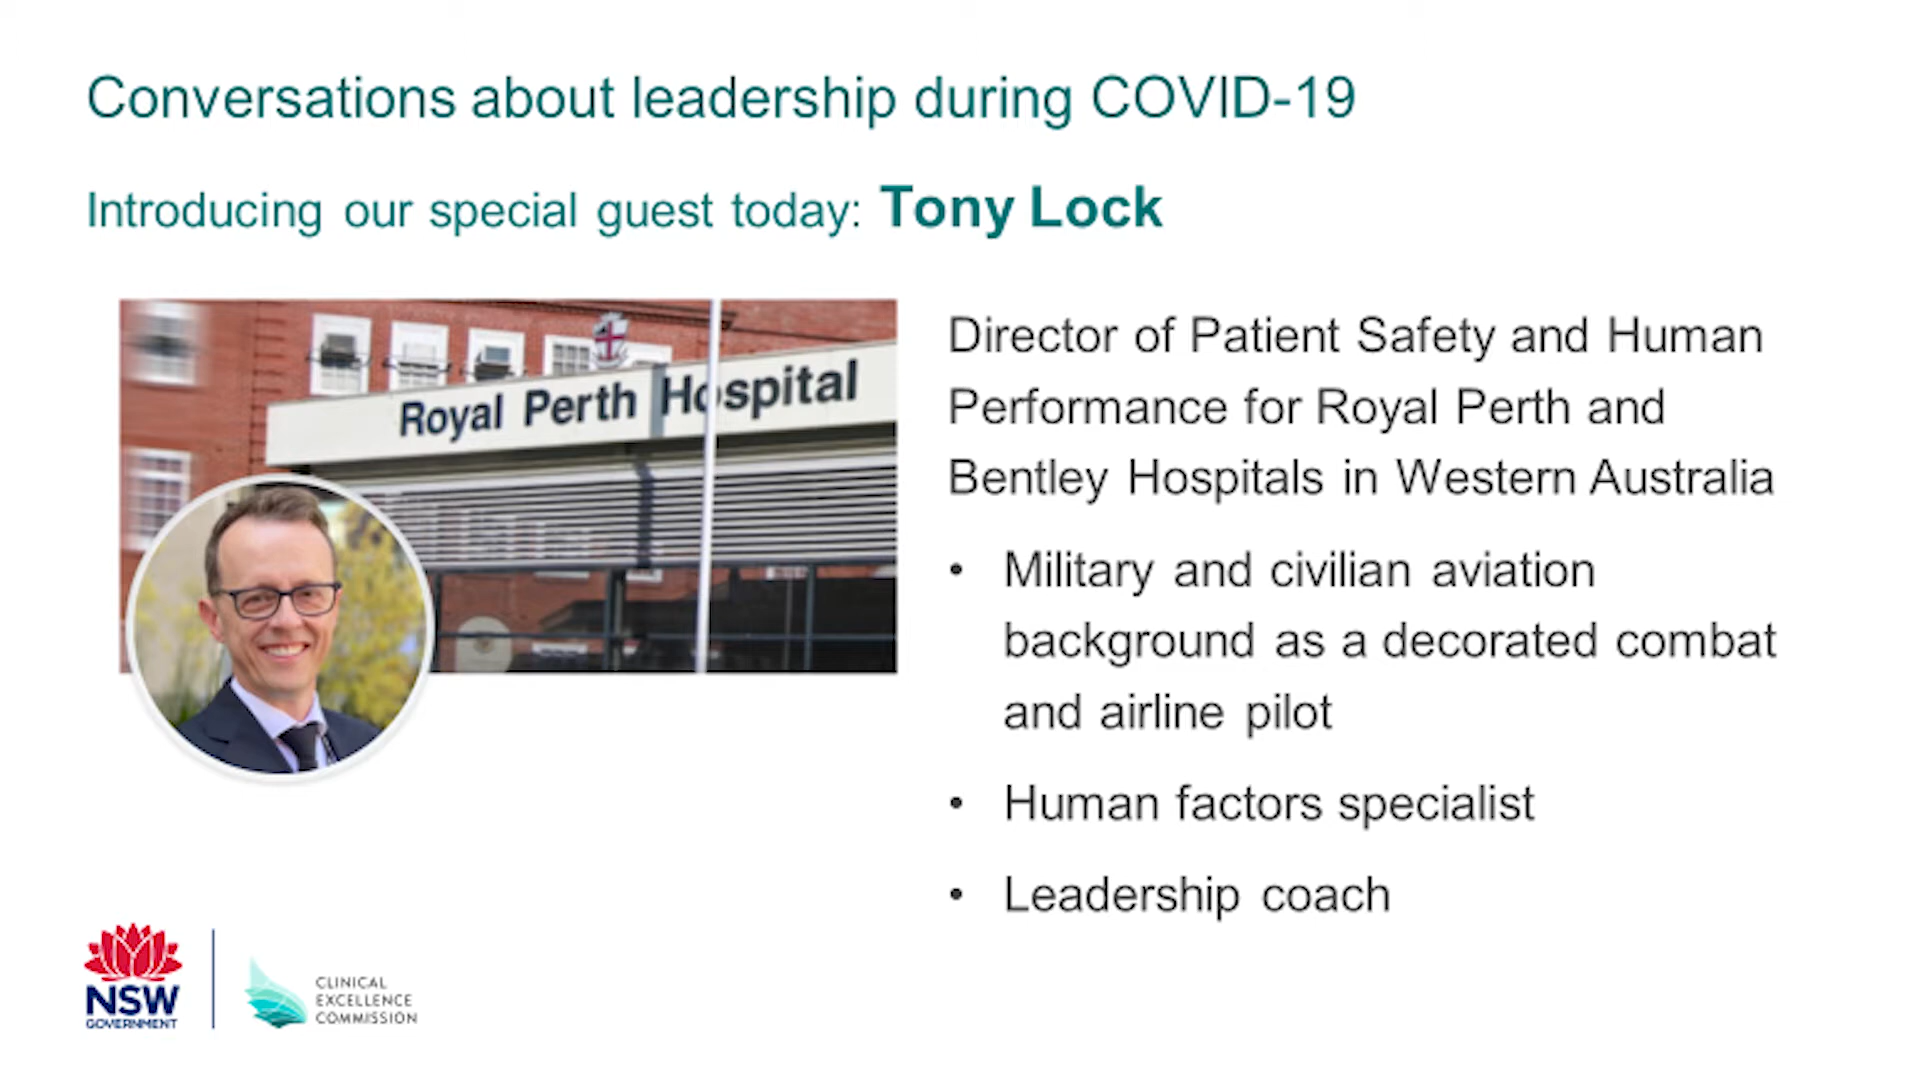 Conversations about leadership during COVID-19
Introducing our special guest today: Tony Lock
Royal Perth Hospital
Director of Patient Safety and Human
Performance for Royal Perth and
Bentley Hospitals in Western Australia
• Military and civilian aviation
background as a decorated combat
and airline pilot
• Human factors specialist
• Leadership coach
NSW
GOVERNMENT
CLINICAL
EXCELLENCE
COMMISSION